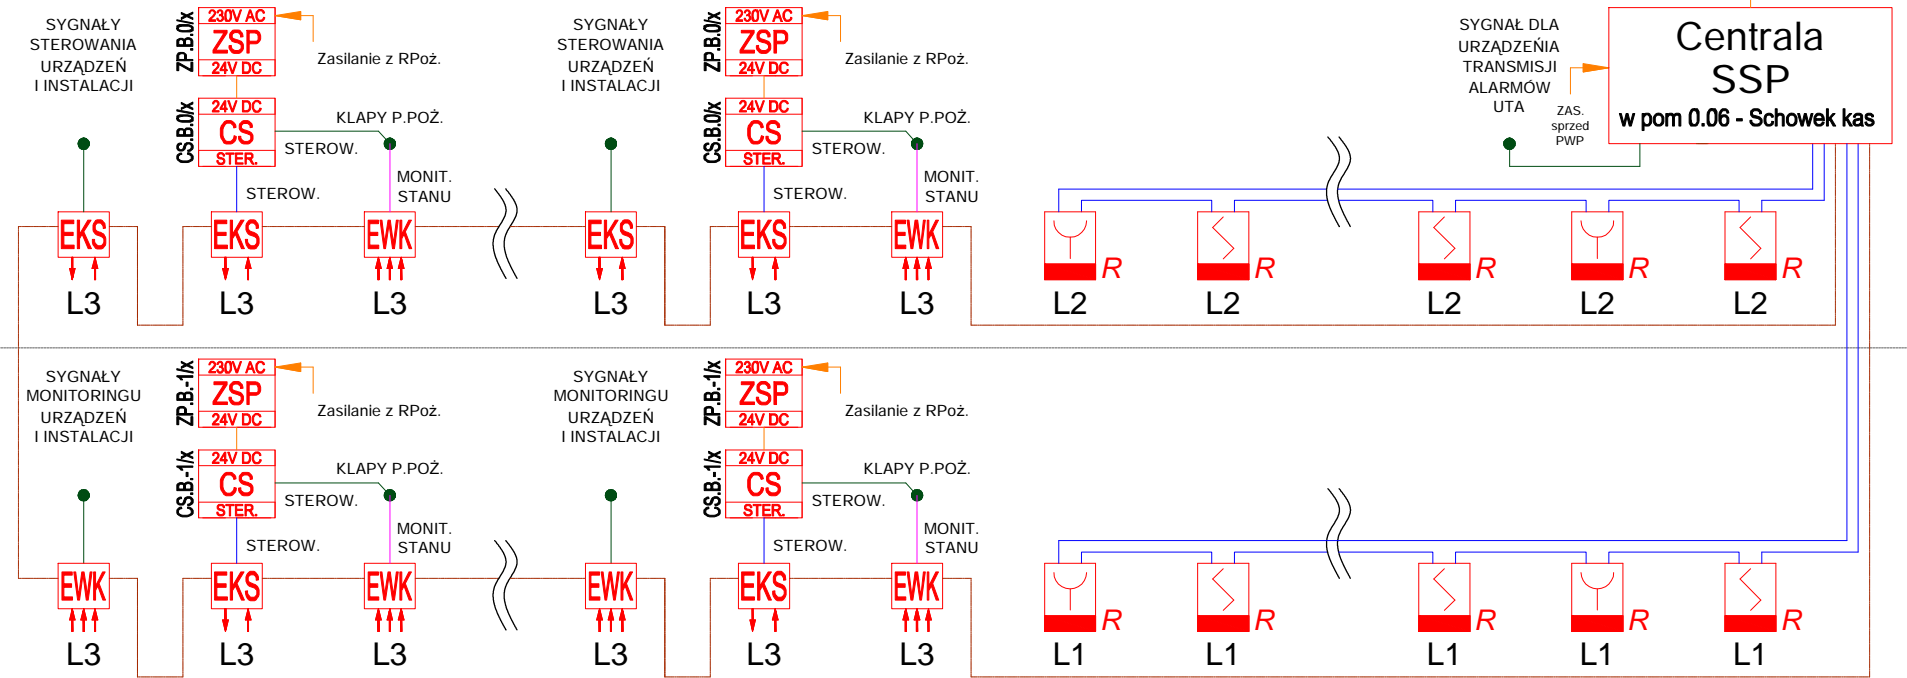 SYGNAŁY
STEROWANIA
URZĄDZEŃ
I INSTALACJI
ZP.B.0/x
230V AC
ZSP
24V DC
Zasilanie z RPoż.
CS.B.0/x
24V DC
CS
STER.
KLAPY P.POŻ.
STEROW.
STEROW.
MONIT.
STANU
EKS
L3
EKS
L3
EWK
L3
SYGNAŁY
STEROWANIA
URZĄDZEŃ
I INSTALACJI
ZP.B.0/x
230V AC
ZSP
24V DC
Zasilanie z RPoż.
CS.B.0/x
24V DC
CS
STER.
KLAPY P.POŻ.
STEROW.
STEROW.
MONIT.
STANU
EKS
L3
EKS
L3
EWK
L3
SYGNAŁ DLA
URZĄDZEŃIA
TRANSMISJI
ALARMÓW
UTA
ZAS.
sprzed
PWP
Centrala
SSP
w pom 0.06 - Schowek kas
R
L2
R
L2
R
L2
R
L2
R
L2
SYGNAŁY
MONITORINGU
URZĄDZEŃ
I INSTALACJI
ZP.B.-1/x
230V AC
ZSP
24V DC
Zasilanie z RPoż.
CS.B.-1/x
24V DC
CS
STER.
KLAPY P.POŻ.
STEROW.
STEROW.
MONIT.
STANU
EWK
L3
EKS
L3
EWK
L3
SYGNAŁY
MONITORINGU
URZĄDZEŃ
I INSTALACJI
ZP.B.-1/x
230V AC
ZSP
24V DC
Zasilanie z RPoż.
CS.B.-1/x
24V DC
CS
STER.
KLAPY P.POŻ.
STEROW.
STEROW.
MONIT.
STANU
EWK
L3
EKS
L3
EWK
L3
R
L1
R
L1
R
L1
R
L1
R
L1